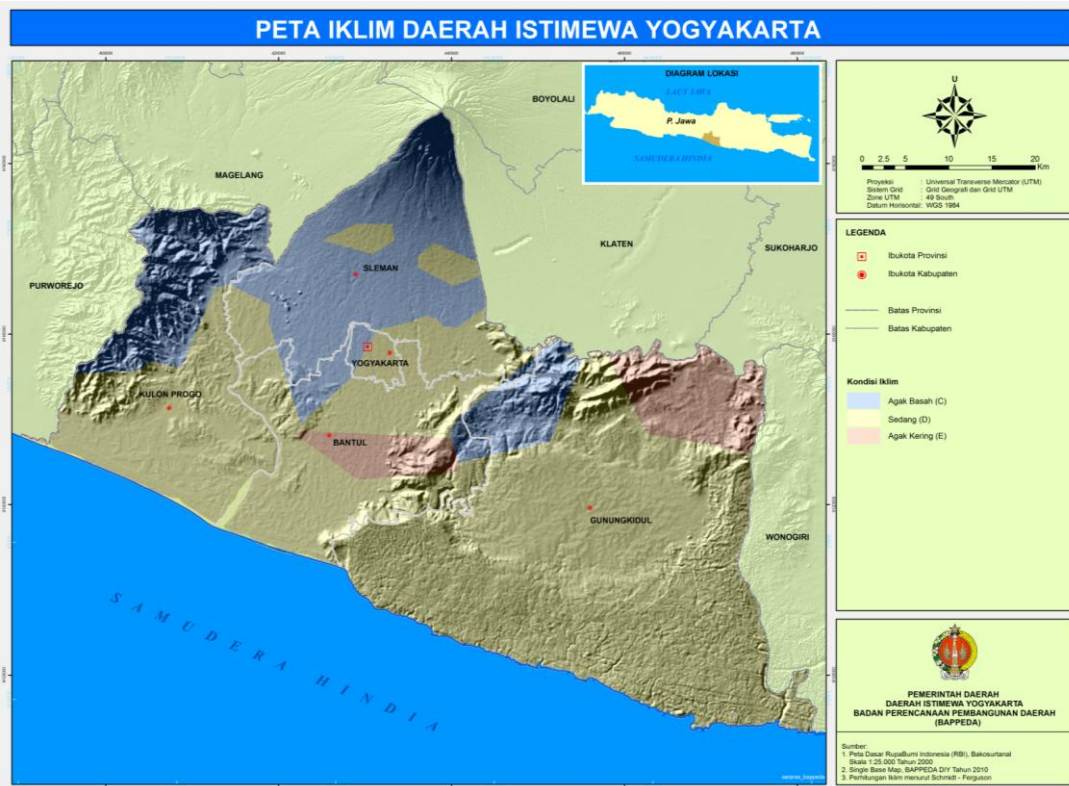 PETA IKLIM DAERAH ISTIMEWA YOGYAKARTA
DIAGRAM LOKASI
LAUT JAWA
P. Jawa
SAMUDERA HINDIA
BOYOLALI
MAGELANG
KLATEN
SUKOHARJO
SLEMAN
PURWOREJO
YOGYAKARTA
KULON PROGO
BANTUL
GUNUNGKIDUL
WONOGIRI
SAMUDERA HINDIA
sarpras_bappeda
U
0 2.5 5 10 15 20
Km
Proyeksi : Universal Transverse Mercator (UTM)
Sistem Grid : Grid Geografi dan Grid UTM
Zone UTM : 49 South
Datum Horisontal: WGS 1984
LEGENDA
Ibukota Provinsi
Ibukota Kabupaten
Batas Provinsi
Batas Kabupaten
Kondisi Iklim
Agak Basah (C)
Sedang (D)
Agak Kering (E)
PEMERINTAH DAERAH
DAERAH ISTIMEWA YOGYAKARTA
BADAN PERENCANAAN PEMBANGUNAN DAERAH
(BAPPEDA)
Sumber:
1. Peta Dasar RupaBumi Indonesia (RBI), Bakosurtanal
Skala 1:25.000 Tahun 2000
2. Single Base Map, BAPPEDA DIY Tahun 2010
3. Perhitungan Iklim menurut Schmidt - Ferguson